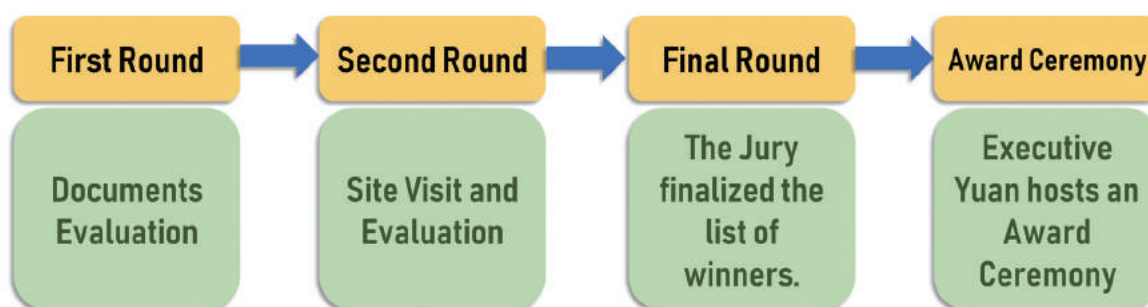 First Round
Second Round
Final Round
Award Ceremony
Documents
Evaluation
Site Visit and
Evaluation
The Jury
finalized the
list of
winners.
Executive
Yuan hosts an
Award
Ceremony